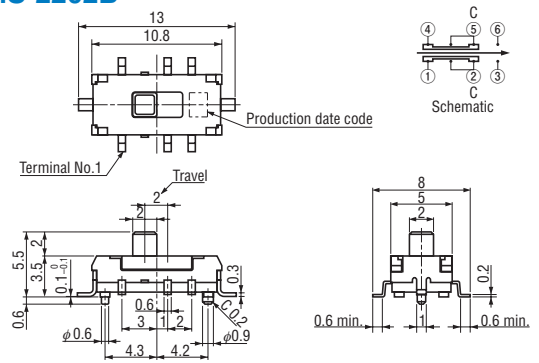 13
10.8
C
④ ⑤ ⑥
① ② ③
C
Schematic
Production date code
Terminal No.1
Travel
2
2
5.5
2
3.5
0.1
-0.1
0.6
0.3
0.6
3
1
2
C0.2
φ0.6
φ0.9
4.3
4.2
8
5
2
0.2
0.6 min.
1
0.6 min.